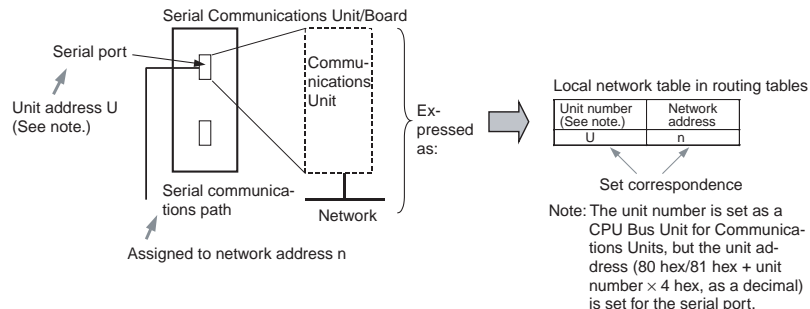 Serial Communications Unit/Board
Serial port
Unit address U
(See note.)
Commu-
nications
Unit
Serial communica-
tions path
Network
Assigned to network address n
Ex-
pressed
as:
Local network table in routing tables
Unit number
(See note.)
Network
address
U
n
Set correspondence
Note: The unit number is set as a
CPU Bus Unit for Communica-
tions Units, but the unit ad-
dress (80 hex/81 hex + unit
number × 4 hex, as a decimal)
is set for the serial port.